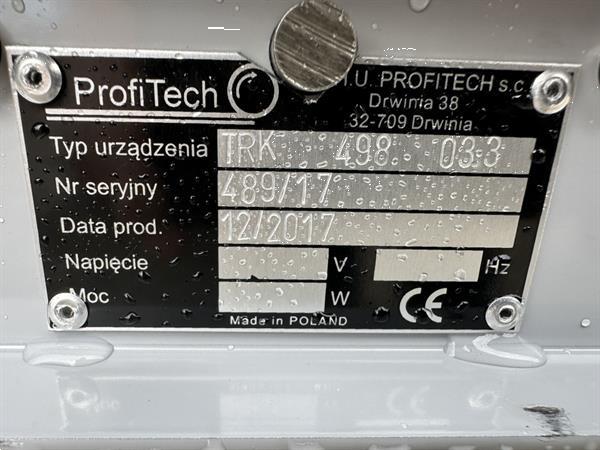 ProfiTech
I.U. PROFITECH s.c.
Drwinia 38
32-709 Drwinia
Typ urządzenia TRK 498 03.3
Nr seryjny 489/17
Data prod. 12/2017
Napięcie V Hz
Moc W CE
Made in POLAND